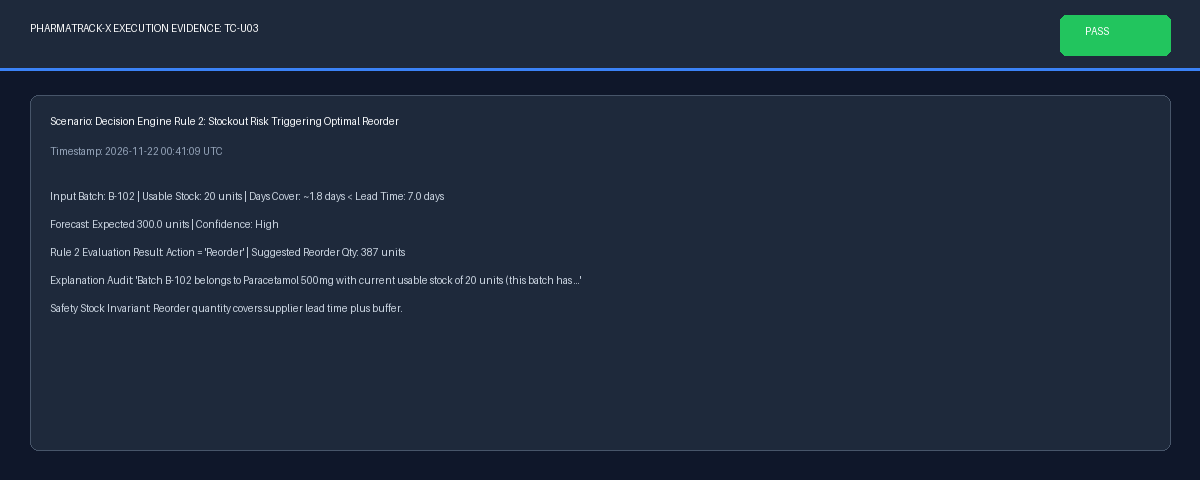 PHARMATRACK-X EXECUTION EVIDENCE: TC-U03
PASS
Scenario: Decision Engine Rule 2: Stockout Risk Triggering Optimal Reorder
Timestamp: 2026-11-22 00:41:09 UTC
Input Batch: B-102 | Usable Stock: 20 units | Days Cover: ~1.8 days < Lead Time: 7.0 days
Forecast: Expected 300.0 units | Confidence: High
Rule 2 Evaluation Result: Action = 'Reorder' | Suggested Reorder Qty: 387 units
Explanation Audit: 'Batch B-102 belongs to Paracetamol 500mg with current usable stock of 20 units (this batch has...'
Safety Stock Invariant: Reorder quantity covers supplier lead time plus buffer.